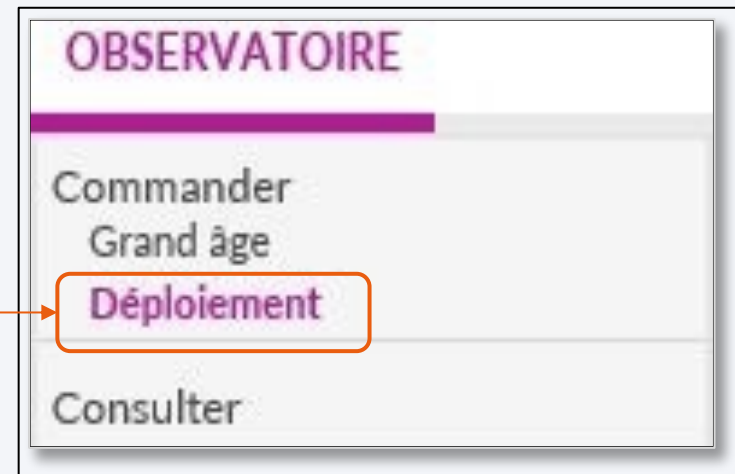 OBSERVATOIRE
Commander
Grand âge
Déploiement
Consulter